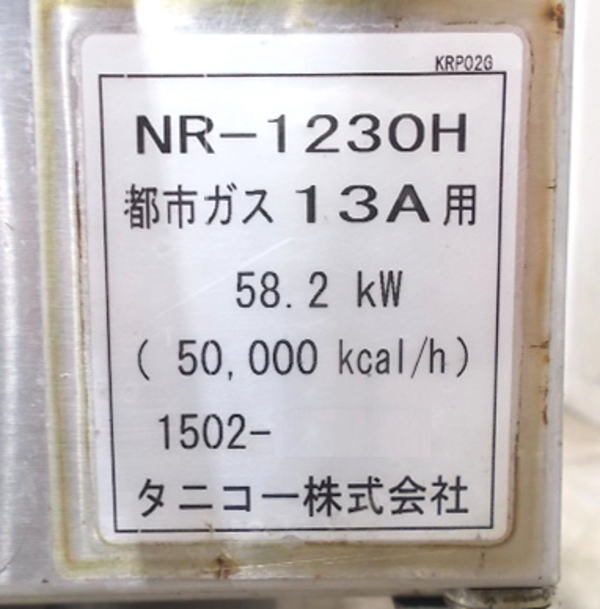 KRP02G
NR-1230H
都市ガス 13A用
58.2 kW
( 50,000 kcal/h)
1502-
タニコー株式会社